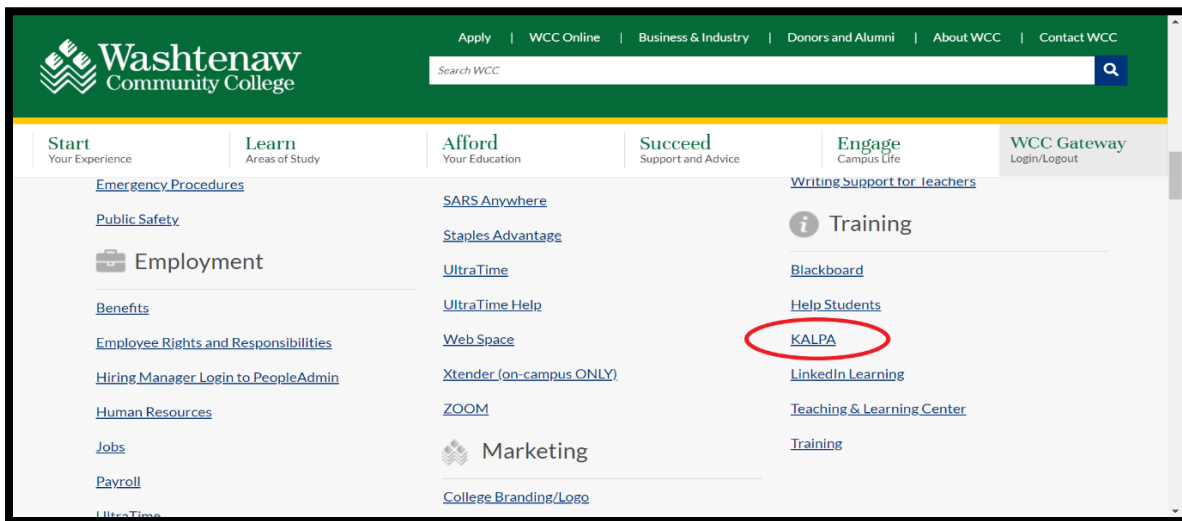 Washtenaw
Community College
Apply | WCC Online | Business & Industry | Donors and Alumni | About WCC | Contact WCC
Search WCC
Start
Your Experience
Learn
Areas of Study
Afford
Your Education
Succeed
Support and Advice
Engage
Campus Life
WCC Gateway
Login/Logout
Emergency Procedures
Public Safety
Employment
Benefits
Employee Rights and Responsibilities
Hiring Manager Login to PeopleAdmin
Human Resources
Jobs
Payroll
UltraTime
SARS Anywhere
Staples Advantage
UltraTime
UltraTime Help
Web Space
Xtender (on-campus ONLY)
ZOOM
Marketing
College Branding/Logo
Writing Support for Teachers
Training
Blackboard
Help Students
KALPA
LinkedIn Learning
Teaching & Learning Center
Training